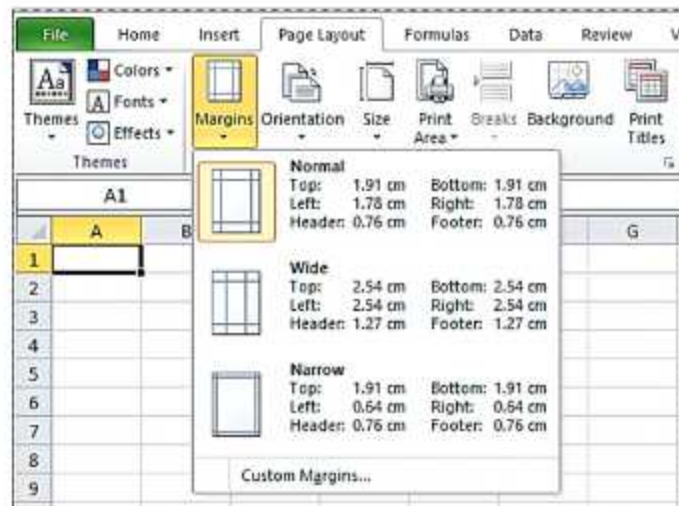 File Home Insert Page Layout Formulas Data Review V
Aa Colors
A Fonts
Themes Effects Margins Orientation Size Print Area Breaks Background Print Titles
Themes
A1
A B G
Normal
Top: 1.91 cm Bottom: 1.91 cm
Left: 1.78 cm Right: 1.78 cm
Header: 0.76 cm Footer: 0.76 cm
Wide
Top: 2.54 cm Bottom: 2.54 cm
Left: 2.54 cm Right: 2.54 cm
Header: 1.27 cm Footer: 1.27 cm
Narrow
Top: 1.91 cm Bottom: 1.91 cm
Left: 0.64 cm Right: 0.64 cm
Header: 0.76 cm Footer: 0.76 cm
Custom Margins...
1
2
3
4
5
6
7
8
9